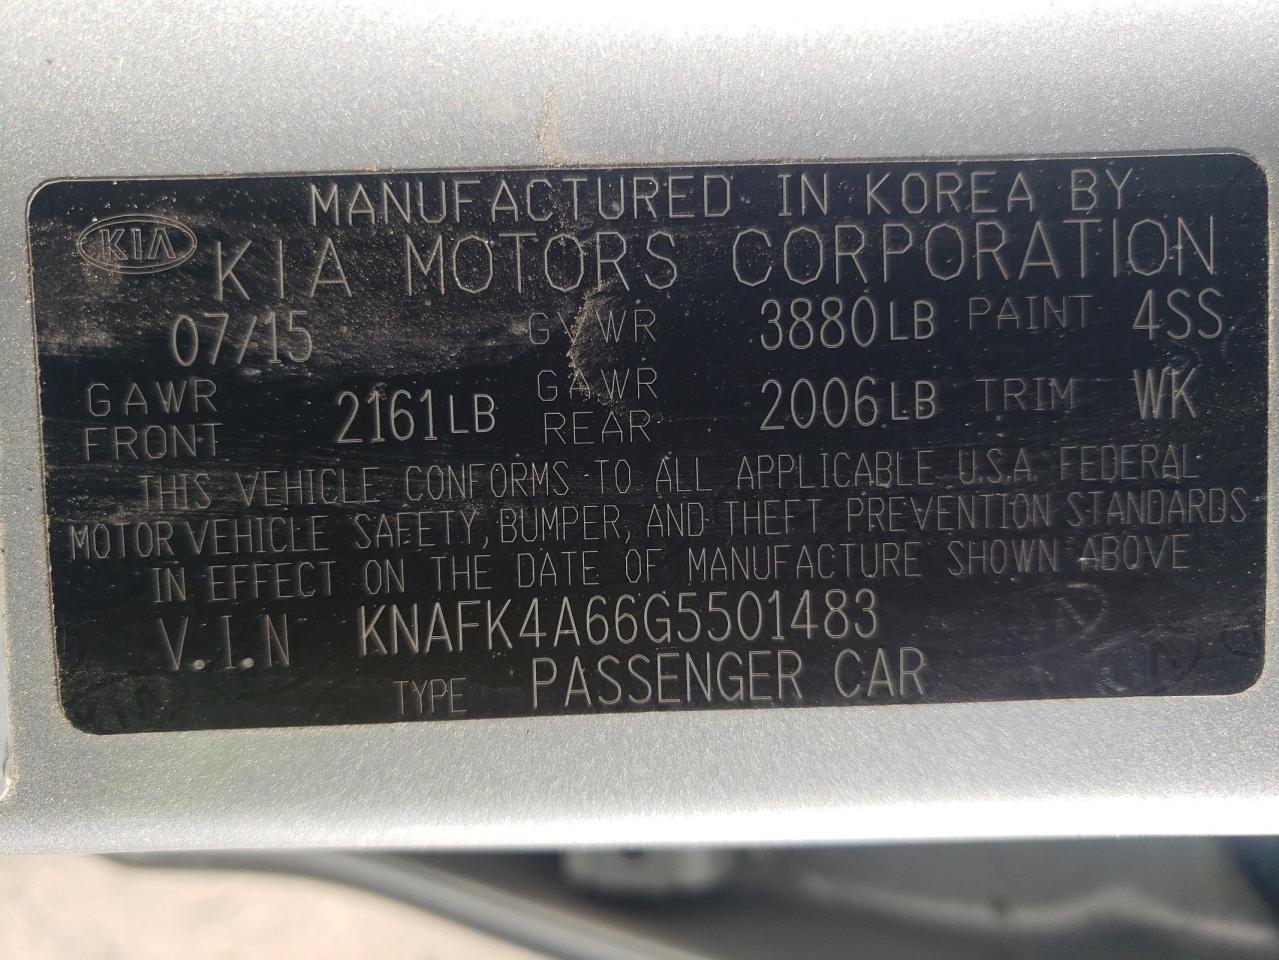 MANUFACTURED IN KOREA BY
KIA
KIA MOTORS CORPORATION
07/15 GVWR 3880LB PAINT 4SS
GAWR FRONT 2161LB GAWR REAR 2006LB TRIM WK
THIS VEHICLE CONFORMS TO ALL APPLICABLE U.S.A. FEDERAL
MOTOR VEHICLE SAFETY, BUMPER, AND THEFT PREVENTION STANDARDS
IN EFFECT ON THE DATE OF MANUFACTURE SHOWN ABOVE
V.I.N KNAFK4A66G5501483
TYPE PASSENGER CAR